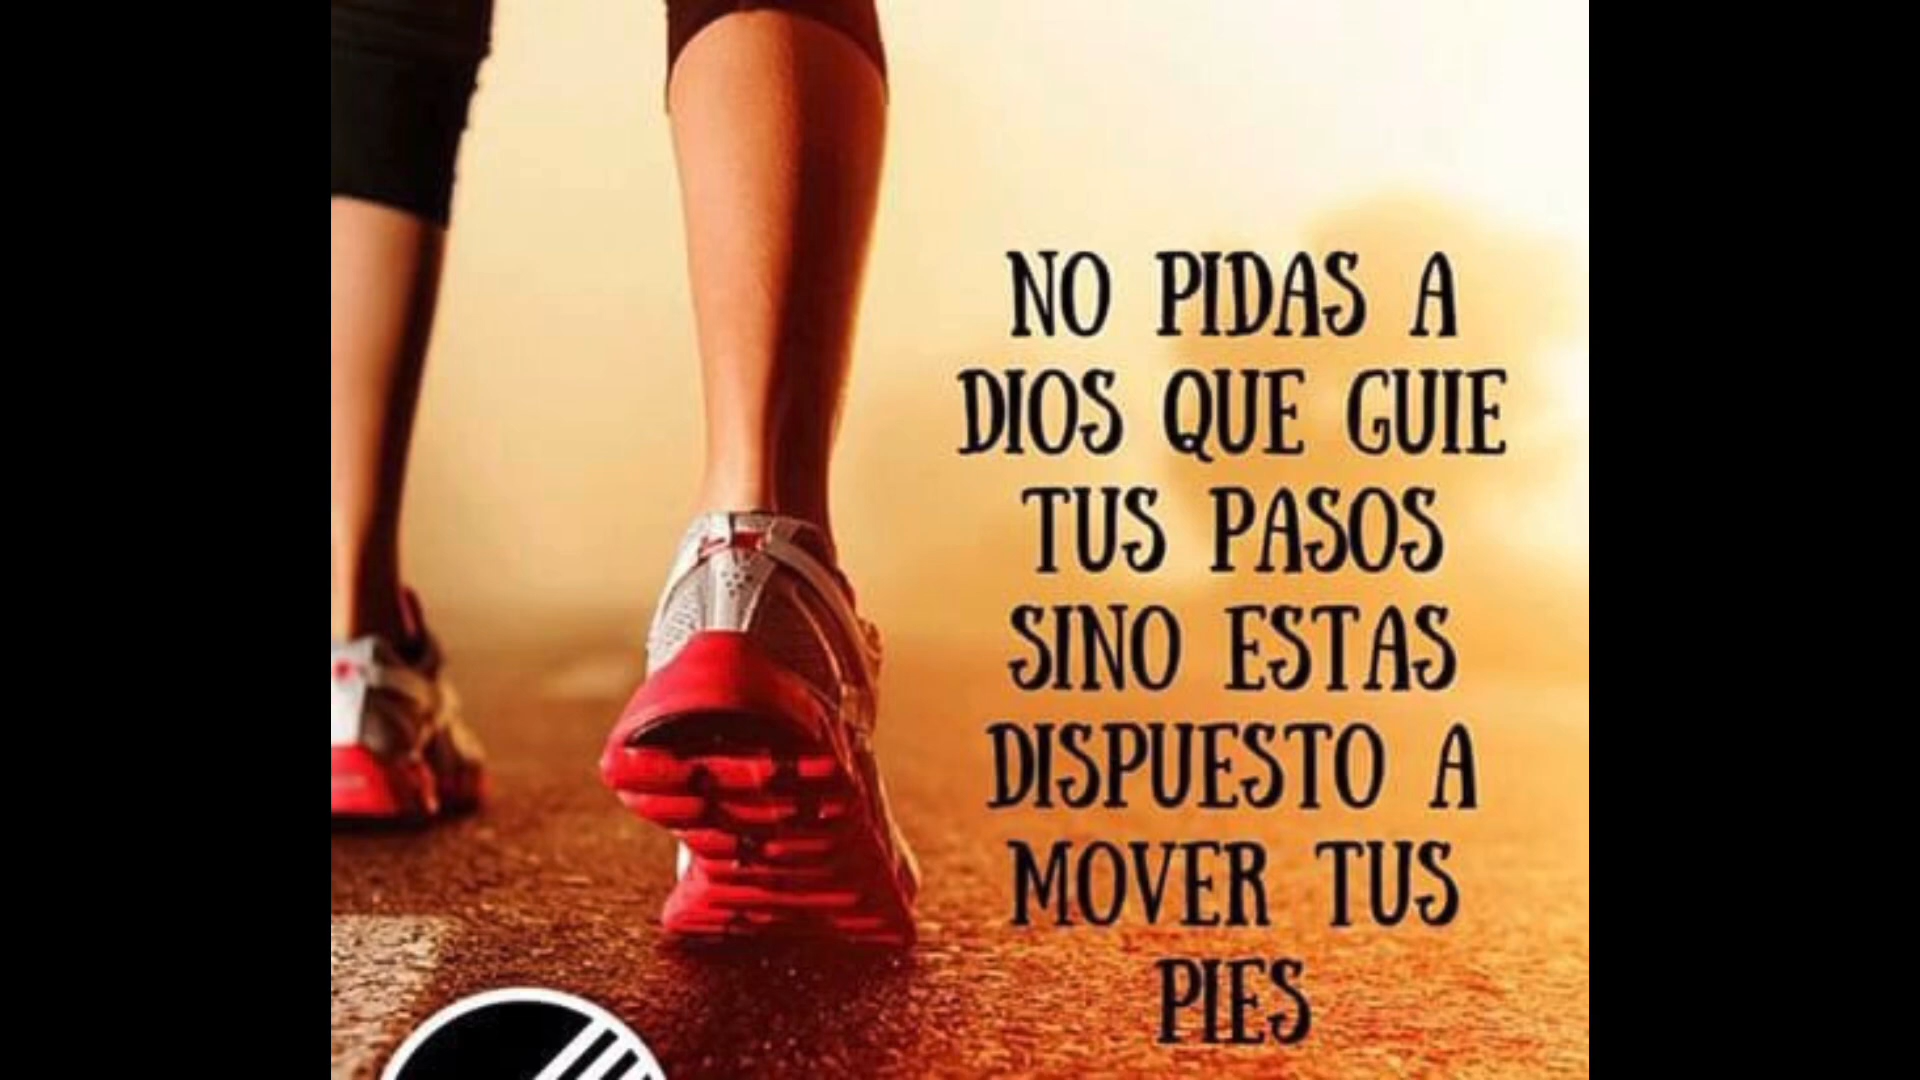 NO PIDAS A
DIOS QUE GUIE
TUS PASOS
SINO ESTAS
DISPUESTO A
MOVER TUS
PIES